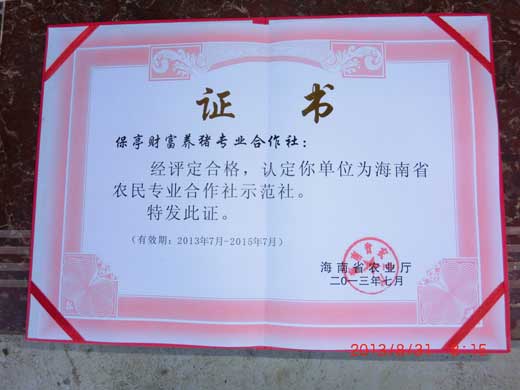 证 书
保亭财富养猪专业合作社：
经评定合格，认定你单位为海南省
农民专业合作社示范社。
特发此证。
（有效期：2013年7月-2015年7月）
海南省农业厅
二〇一三年七月
2013/8/31